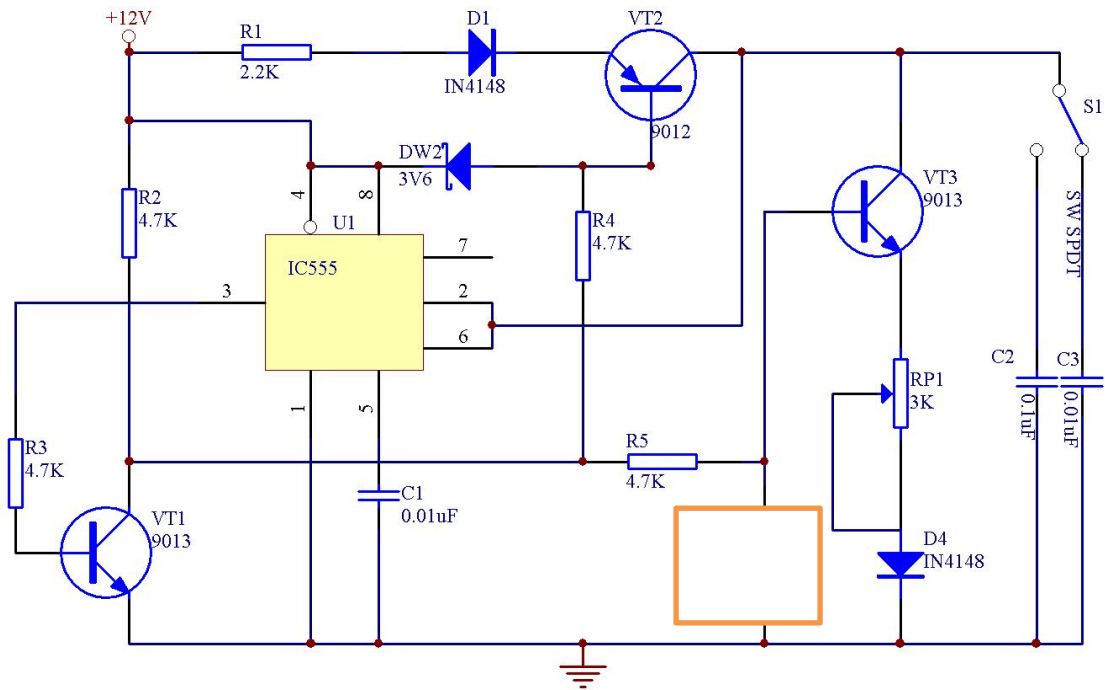 +12V
R1
2.2K
D1
IN4148
VT2
9012
S1
SW SPDT
DW2
3V6
VT3
9013
R2
4.7K
4
8
U1
R4
4.7K
IC555
7
3
2
6
1
5
C2
0.1uF
C3
0.01uF
RP1
3K
R3
4.7K
R5
4.7K
C1
0.01uF
VT1
9013
D4
IN4148